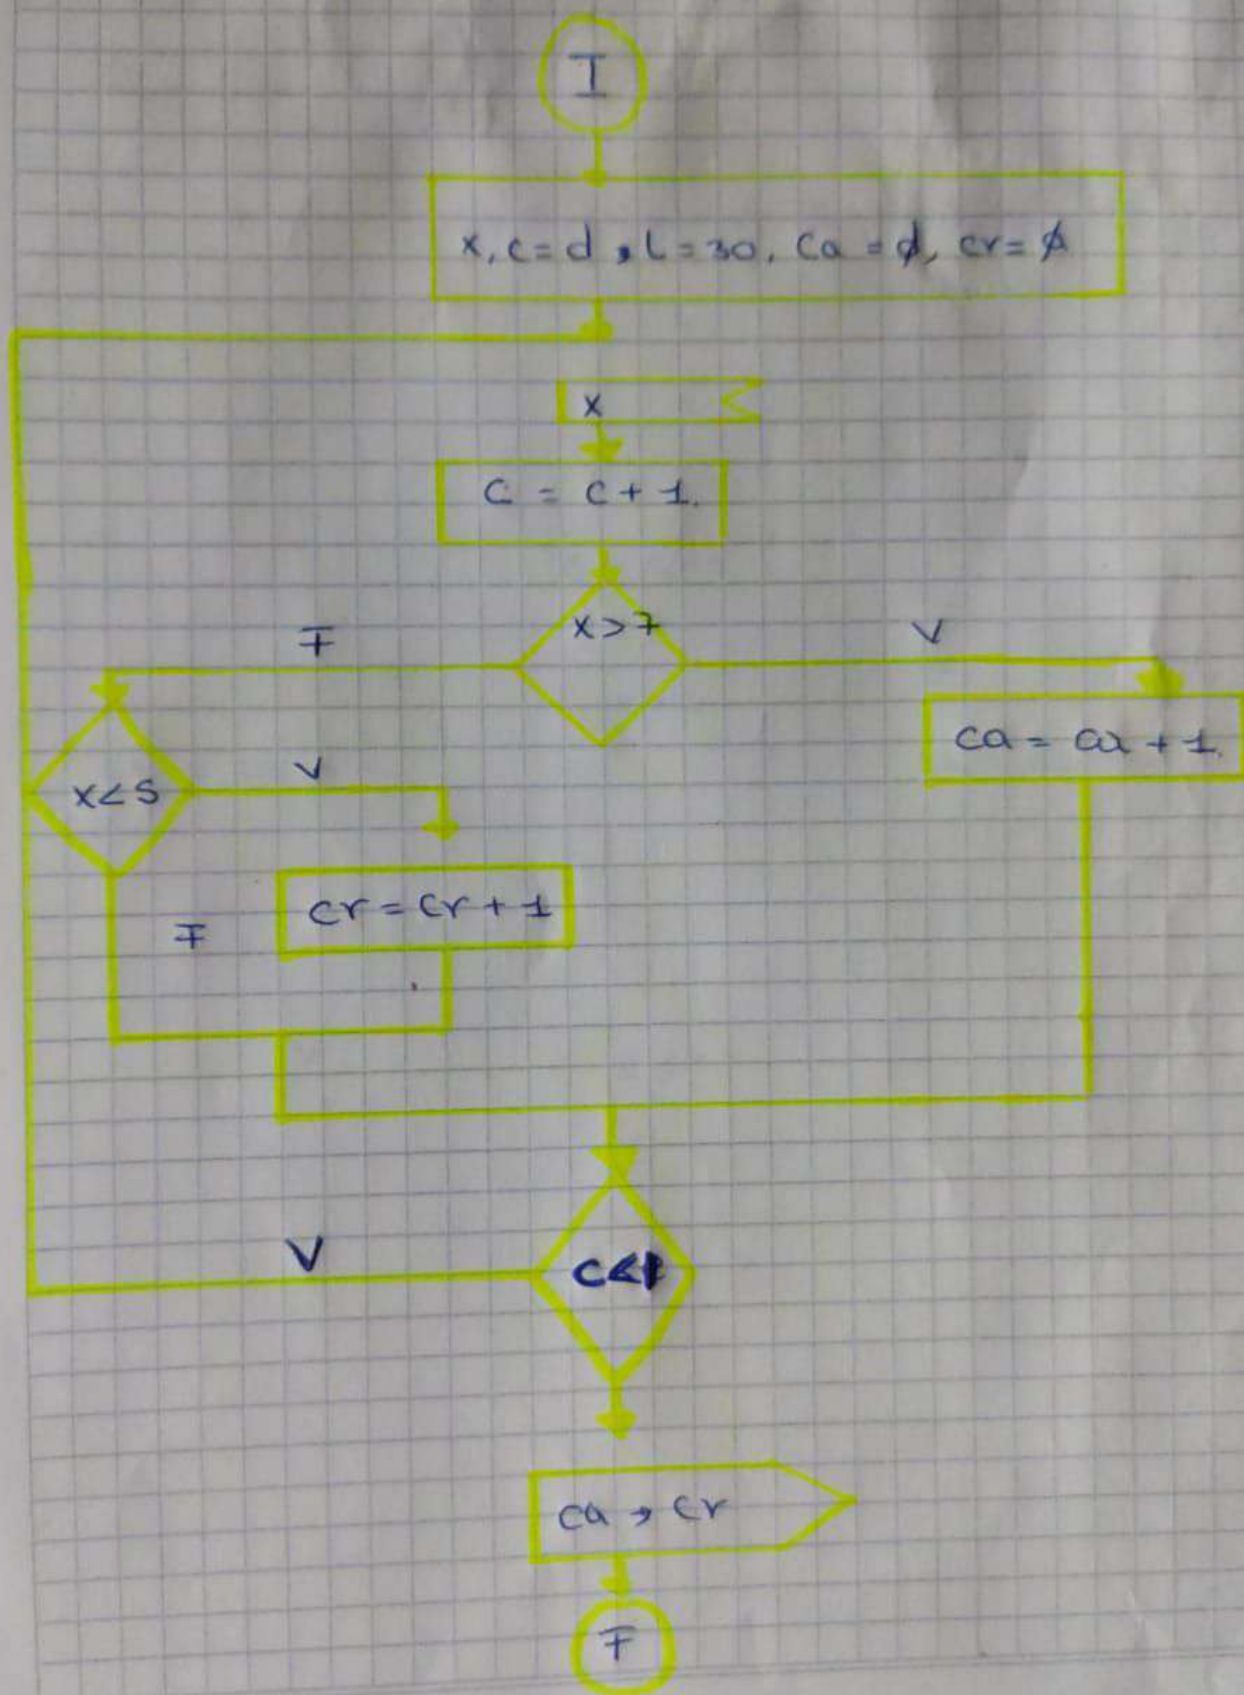 I
x, c = d, L = 30, Ca = ∅, cr = ∅
x
C = C + 1.
x > 7
F
V
x < 5
V
ca = ca + 1.
cr = cr + 1
F
V
ca, cr
F